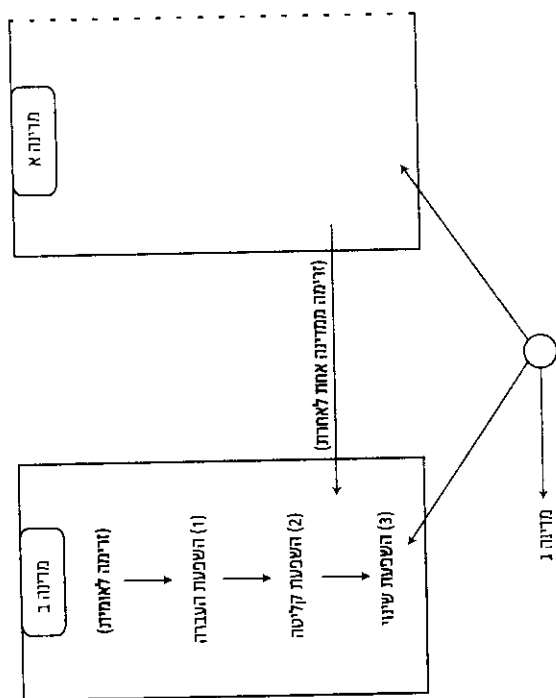 מדינה א
(זרימה ממדינה אחת לאחרת)
מדינה ב
(זרימה לאומית)
(1) השפעת העברה
(2) השפעת קליטה
(3) השפעת שינוי
מדינה ג